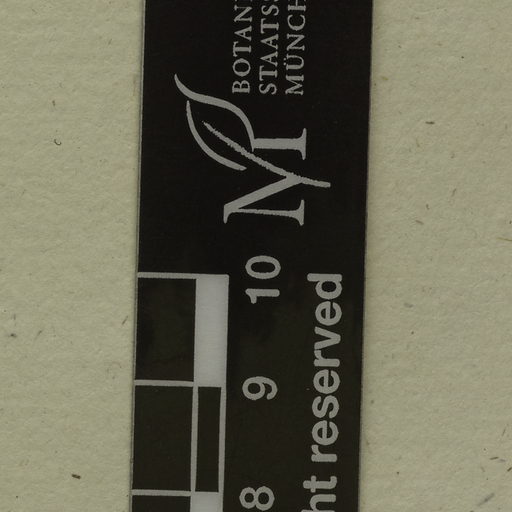 BOTAN
STAATS
MÜNCH
M
8 9 10
ht reserved